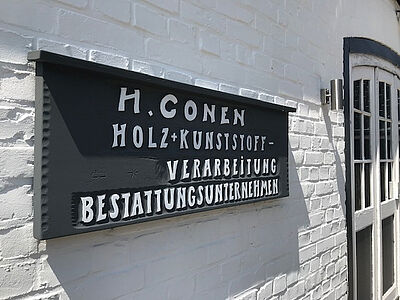 H. CONEN
HOLZ+KUNSTSTOFF-
VERARBEITUNG
BESTATTUNGSUNTERNEHMEN